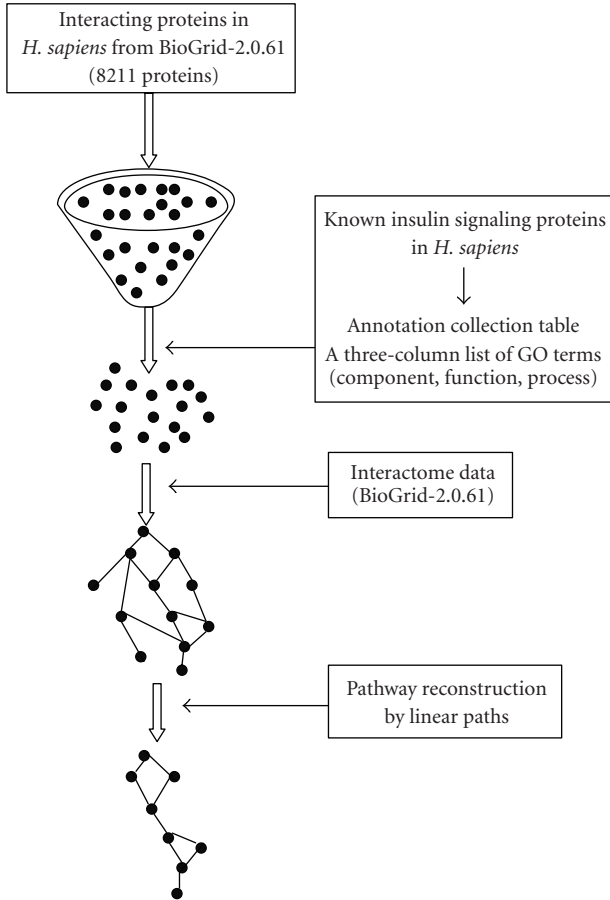 Interacting proteins in
H. sapiens from BioGrid-2.0.61
(8211 proteins)
Known insulin signaling proteins
in H. sapiens
Annotation collection table
A three-column list of GO terms
(component, function, process)
Interactome data
(BioGrid-2.0.61)
Pathway reconstruction
by linear paths